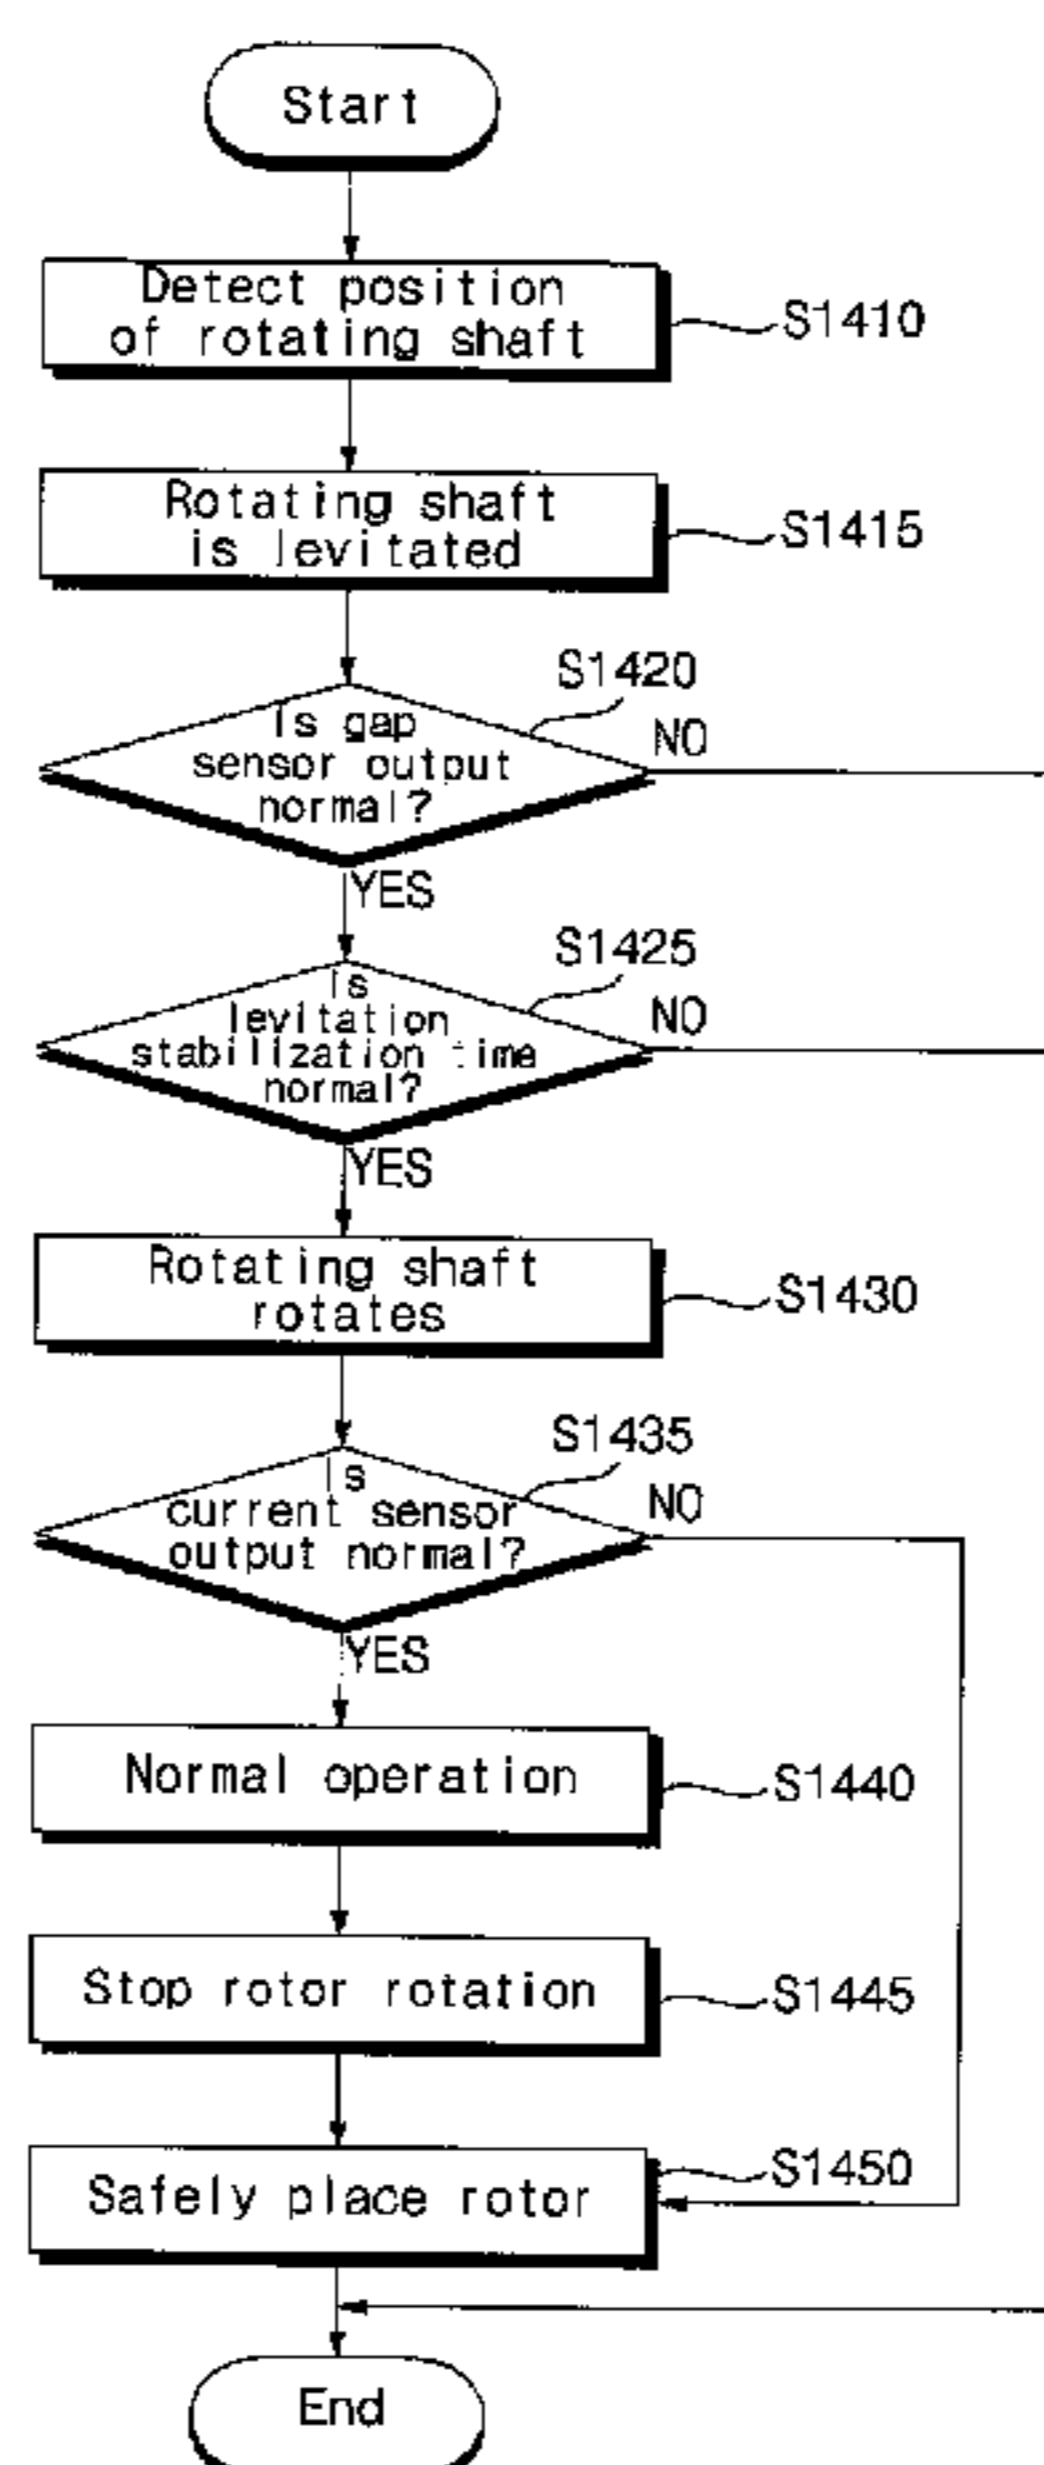 Start
Detect position
of rotating shaft
S1410
Rotating shaft
is levitated
S1415
S1420
Is gap
sensor output
normal?
NO
YES
S1425
Is
levitation
stabilization time
normal?
NO
YES
Rotating shaft
rotates
S1430
S1435
Is
current sensor
output normal?
NO
YES
Normal operation
S1440
Stop rotor rotation
S1445
Safely place rotor
S1450
End